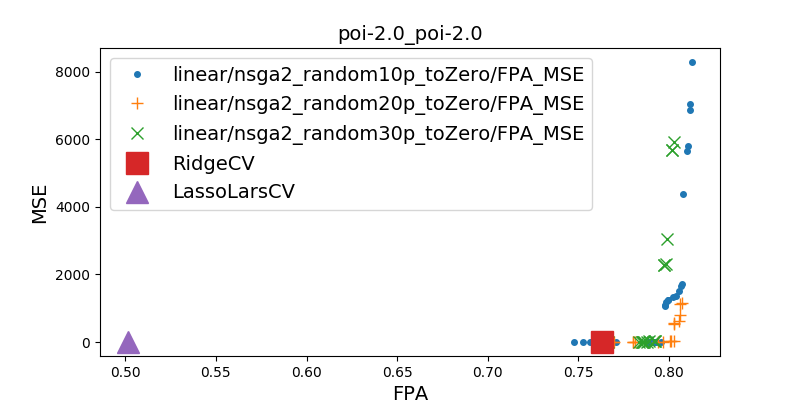 poi-2.0_poi-2.0
linear/nsga2_random10p_toZero/FPA_MSE
linear/nsga2_random20p_toZero/FPA_MSE
linear/nsga2_random30p_toZero/FPA_MSE
RidgeCV
LassoLarsCV
MSE
8000
6000
4000
2000
0
0.50 0.55 0.60 0.65 0.70 0.75 0.80
FPA